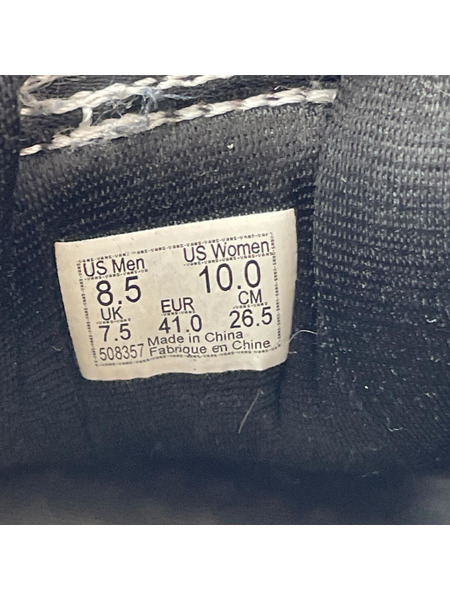 US Men US Women
8.5 10.0
UK EUR CM
7.5 41.0 26.5
508357 Made in China
Fabrique en Chine